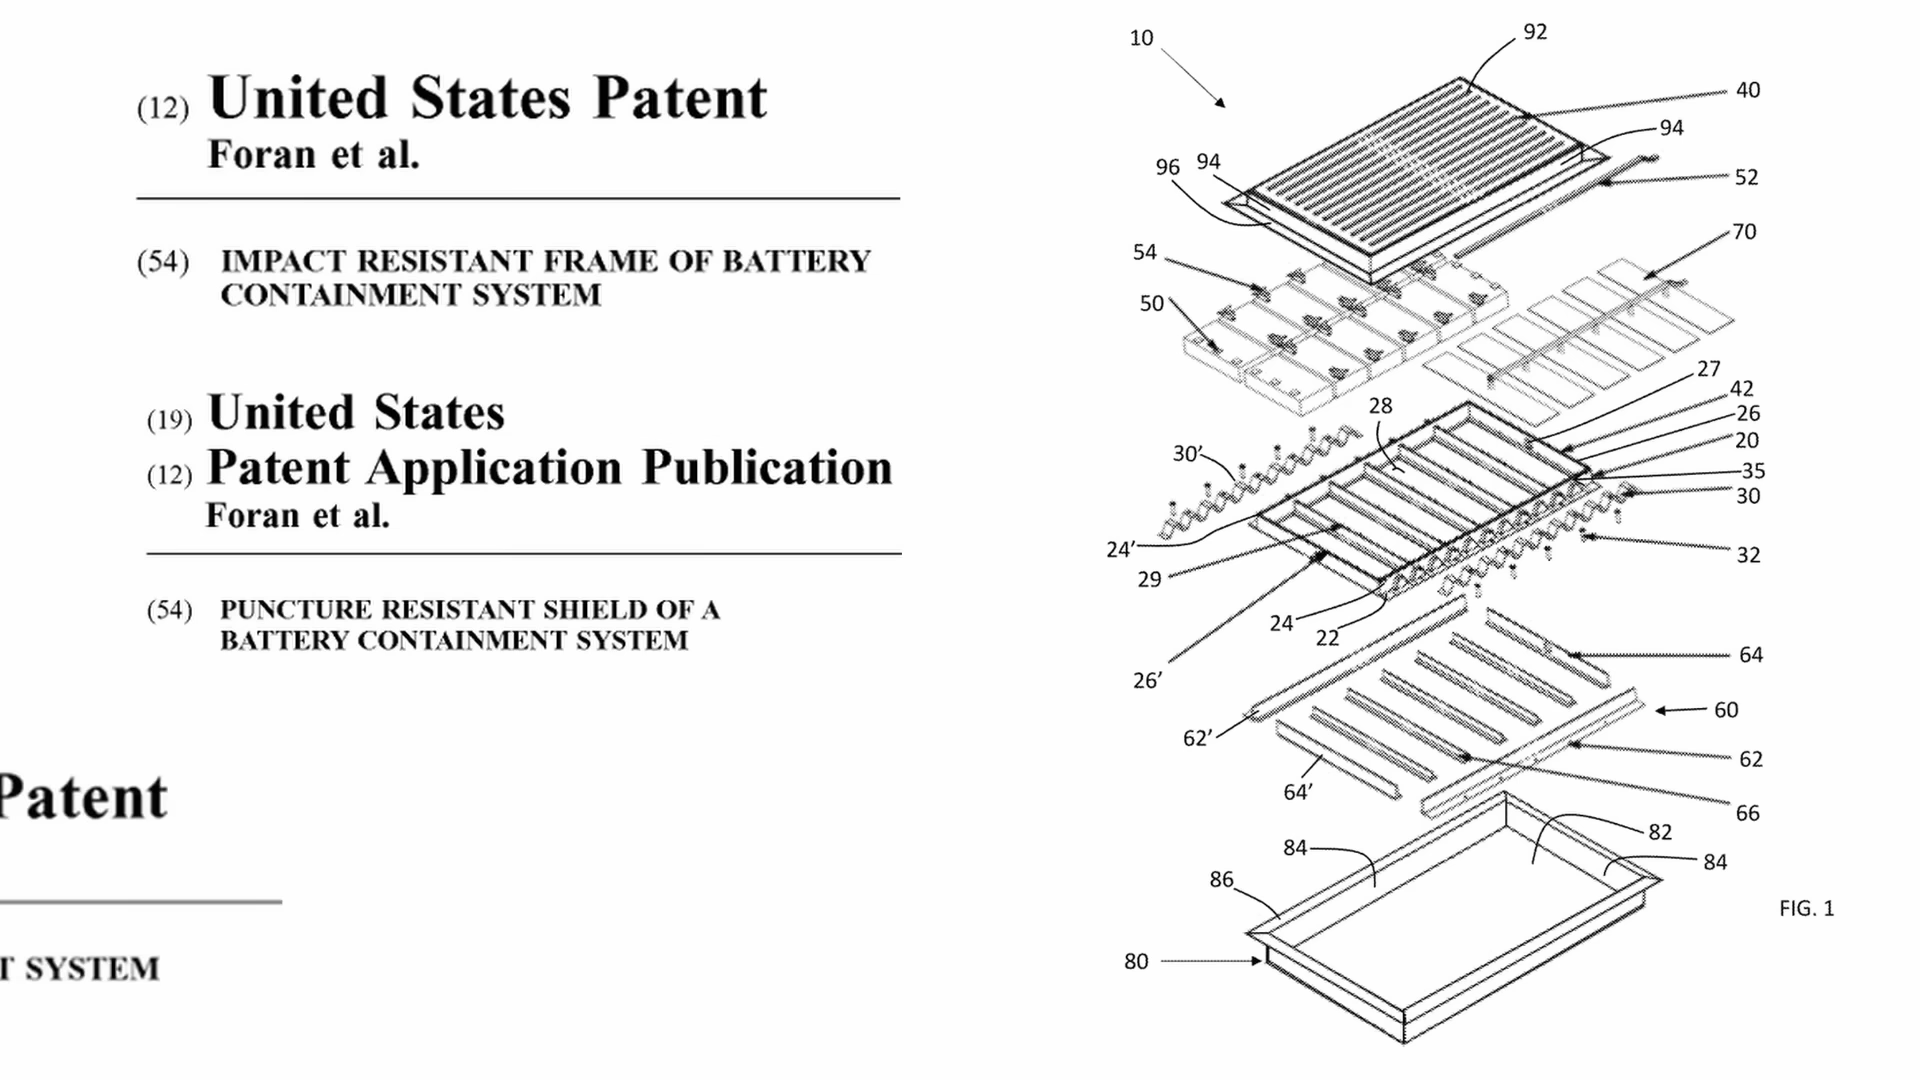 (12) United States Patent
Foran et al.
(54) IMPACT RESISTANT FRAME OF BATTERY
CONTAINMENT SYSTEM
(19) United States
(12) Patent Application Publication
Foran et al.
(54) PUNCTURE RESISTANT SHIELD OF A
BATTERY CONTAINMENT SYSTEM
Patent
T SYSTEM
10
92
40
94
96
94
52
54
70
50
27
28
42
26
20
30’
35
30
24’
32
29
24
22
26’
64
62’
60
62
64’
66
82
84
84
86
FIG. 1
80